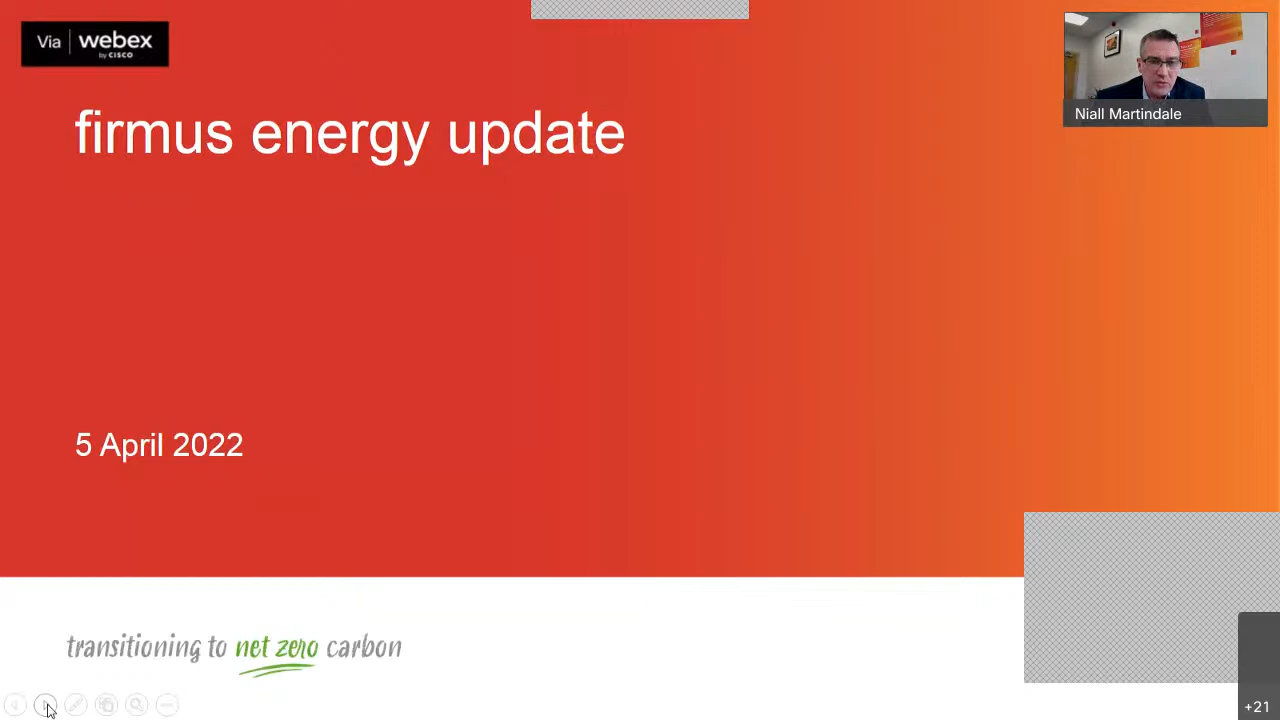 Via webex
by CISCO
Niall Martindale
firmus energy update
5 April 2022
transitioning to net zero carbon
+21